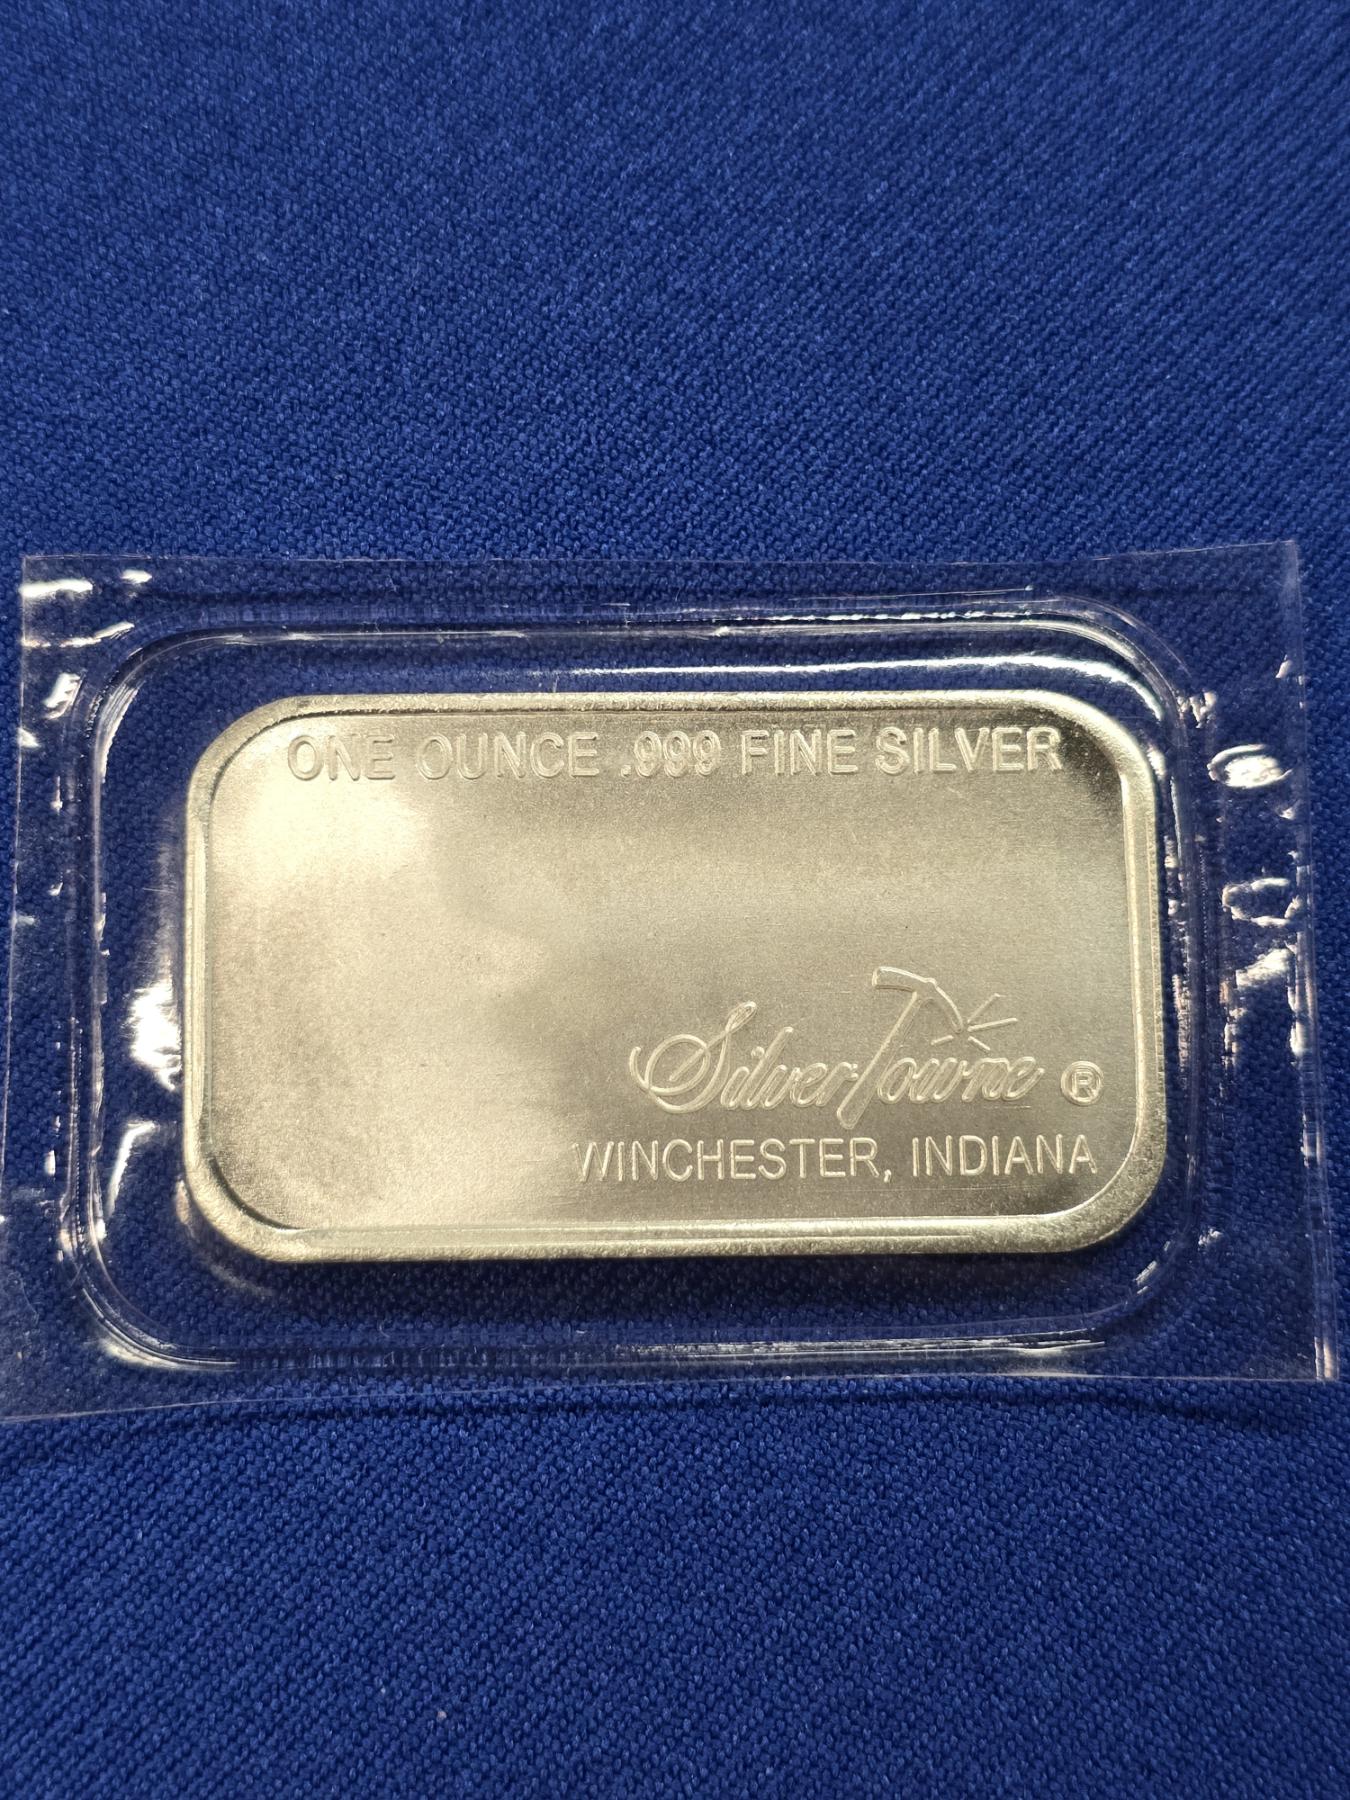 ONE OUNCE .999 FINE SILVER
SilverTowne ®
WINCHESTER, INDIANA